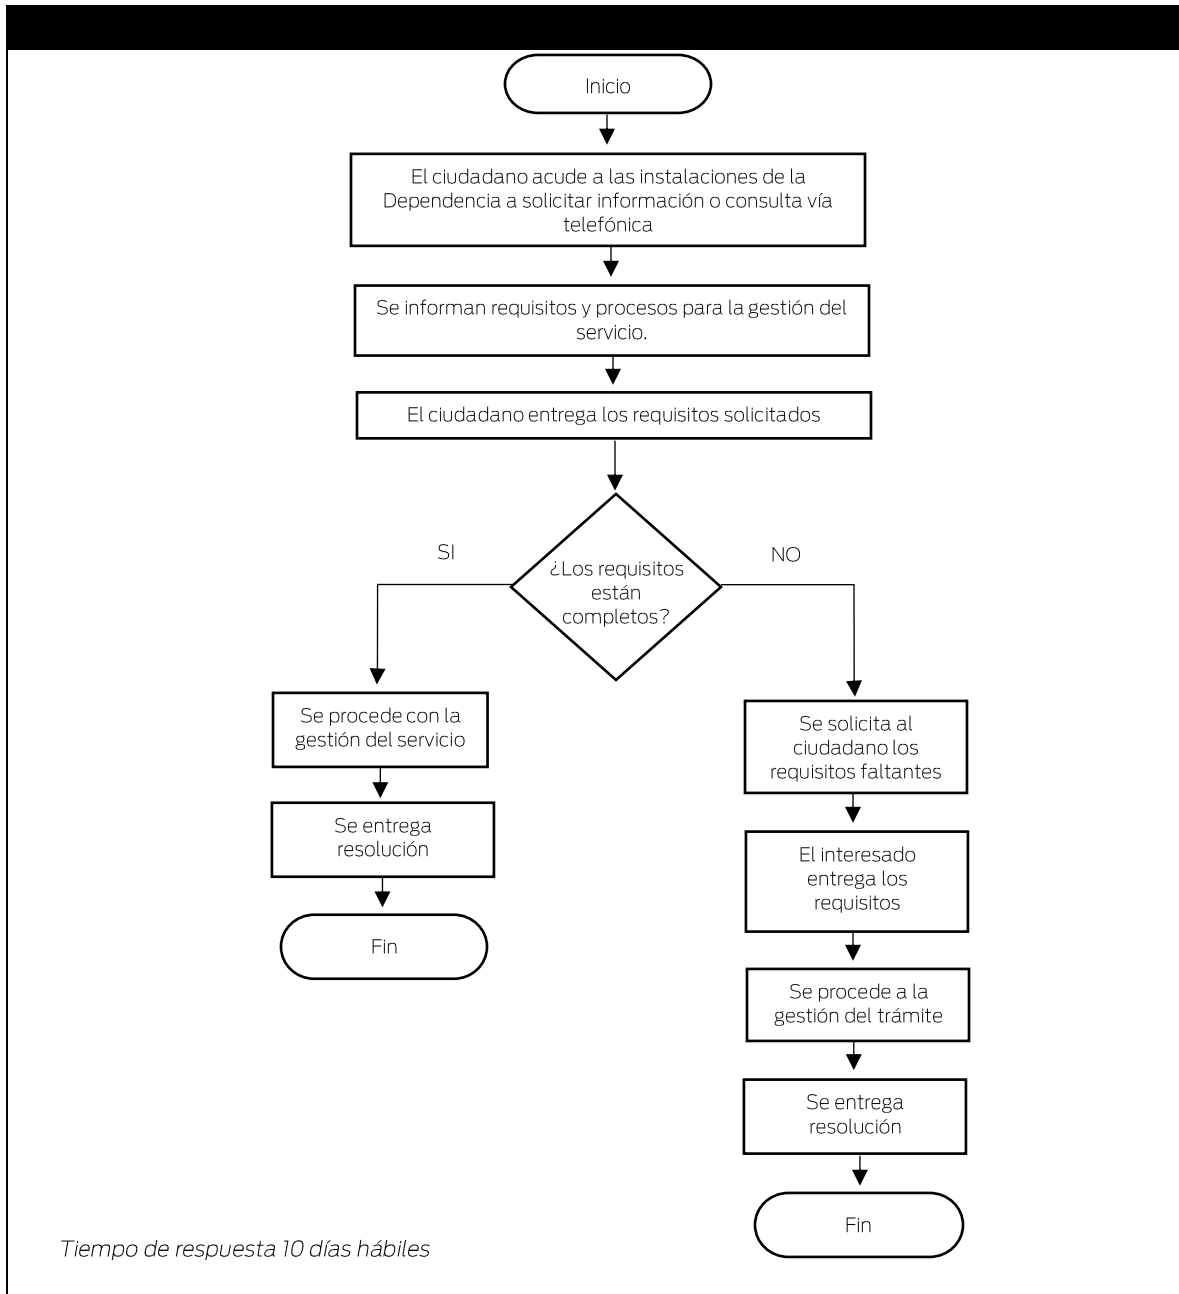 Inicio
El ciudadano acude a las instalaciones de la
Dependencia a solicitar información o consulta vía
telefónica
Se informan requisitos y procesos para la gestión del
servicio.
El ciudadano entrega los requisitos solicitados
¿Los requisitos
están
completos?
SI
NO
Se procede con la
gestión del servicio
Se entrega
resolución
Fin
Se solicita al
ciudadano los
requisitos faltantes
El interesado
entrega los
requisitos
Se procede a la
gestión del trámite
Se entrega
resolución
Fin
Tiempo de respuesta 10 días hábiles